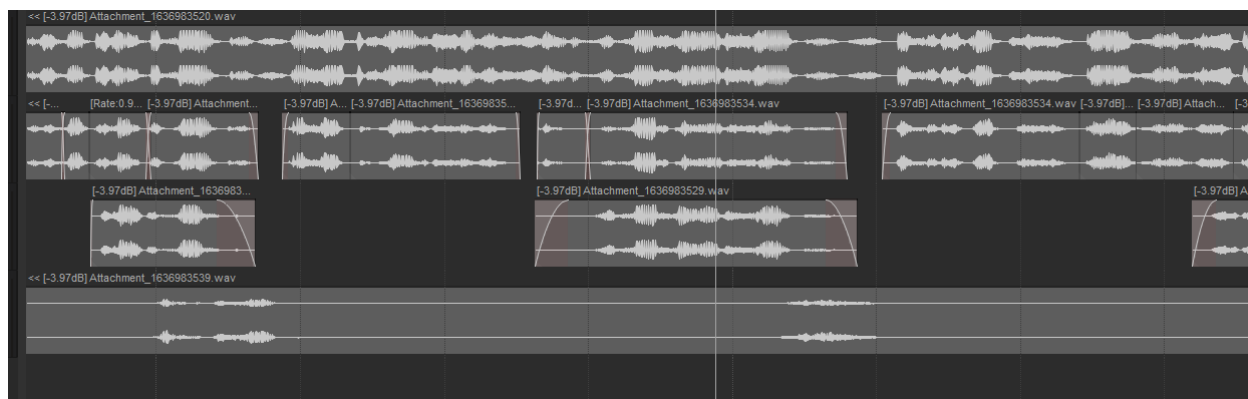 << [-3.97dB] Attachment_1636983520.wav
<< [-... [Rate:0.9... [-3.97dB] Attachment... [-3.97dB] A... [-3.97dB] Attachment_16369835... [-3.97d... [-3.97dB] Attachment_1636983534.wav [-3.97dB] Attachment_1636983534.wav [-3.97dB]... [-3.97dB] Attach... [-3
[-3.97dB] Attachment_1636983... [-3.97dB] Attachment_1636983529.wav [-3.97dB] A
<< [-3.97dB] Attachment_1636983539.wav